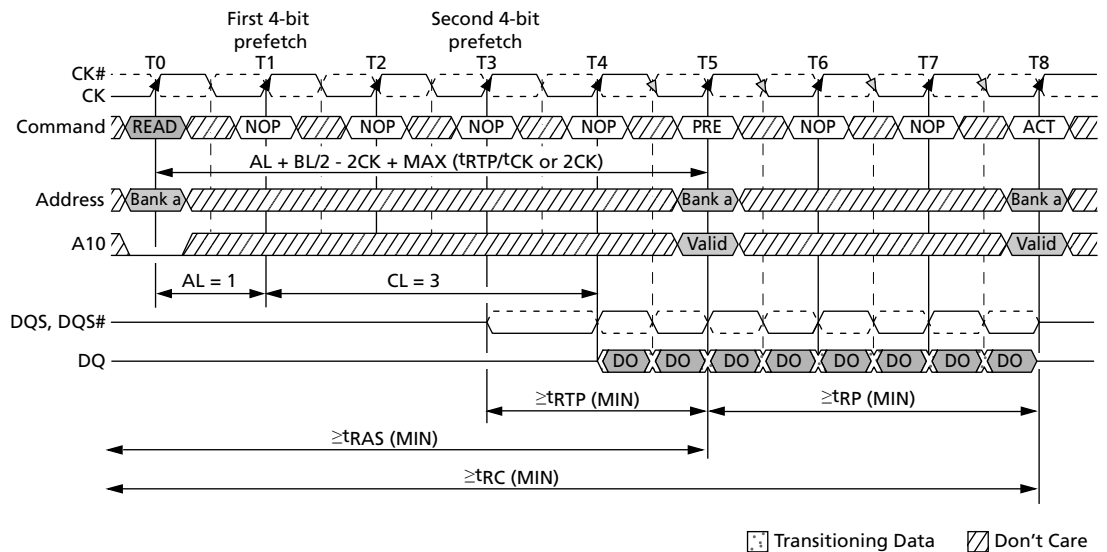 First 4-bit prefetch Second 4-bit prefetch
T0 T1 T2 T3 T4 T5 T6 T7 T8
CK#
CK
Command READ NOP NOP NOP NOP PRE NOP NOP ACT
AL + BL/2 - 2CK + MAX (tRTP/tCK or 2CK)
Address Bank a Bank a Bank a
A10 Valid Valid
AL = 1 CL = 3
DQS, DQS#
DQ DO DO DO DO DO DO DO DO
≥tRTP (MIN) ≥tRP (MIN)
≥tRAS (MIN)
≥tRC (MIN)
Transitioning Data Don't Care